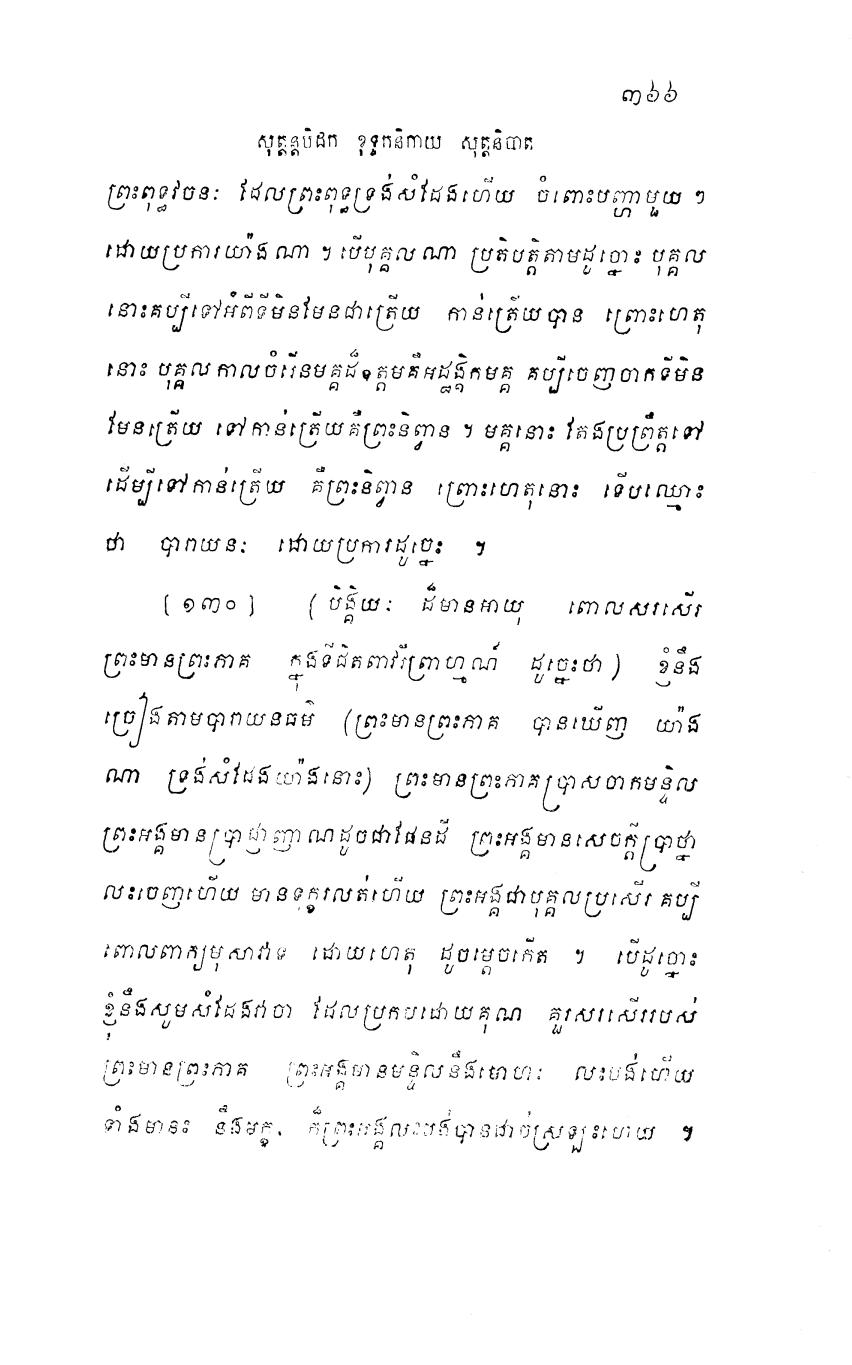 ៣៦៦
សុត្តន្តបិដក ខុទ្ទកនិកាយ សុត្តនិបាត
ព្រះពុទ្ធវចនៈ ដែលព្រះពុទ្ធទ្រង់សំដែងហើយ ចំពោះបញ្ហាមួយ ៗ
ដោយប្រការយ៉ាងណា ។ បើបុគ្គលណា ប្រតិបត្តិតាមដូច្នោះ បុគ្គល
នោះគប្បីទៅអំពីទីមិនមែនជាត្រើយ កាន់ត្រើយបាន ព្រោះហេតុ
នោះ បុគ្គលកាលចំរើនមគ្គដ៏ឧត្តមគឺអដ្ឋង្គិកមគ្គ គប្បីចេញចាកទីមិន
មែនត្រើយ ទៅកាន់ត្រើយគឺព្រះនិព្វាន ។ មគ្គនោះ តែងប្រព្រឹត្តទៅ
ដើម្បីទៅកាន់ត្រើយ គឺព្រះនិព្វាន ព្រោះហេតុនោះ ទើបឈ្មោះ
ថា បារាយនៈ ដោយប្រការដូច្នេះ ។
[ ១៣០ ] ( បិង្គិយៈ ដ៏មានអាយុ ពោលសរសើរ
ព្រះមានព្រះភាគ ក្នុងទីជិតពាវរីព្រាហ្មណ៍ ដូច្នេះថា ) ខ្ញុំនឹង
ច្រៀងតាមបារាយនធម៌ (ព្រះមានព្រះភាគ បានឃើញ យ៉ាង
ណា ទ្រង់សំដែងយ៉ាងនោះ) ព្រះមានព្រះភាគប្រាសចាកមន្ទិល
ព្រះអង្គមានប្រាជ្ញាញាណដូចជាផែនដី ព្រះអង្គមានសេចក្តីប្រាថ្នា
លះចេញហើយ មានទុក្ខរលត់ហើយ ព្រះអង្គជាបុគ្គលប្រសើរ គប្បី
ពោលពាក្យមុសាវាទ ដោយហេតុ ដូចម្តេចកើត ។ បើដូច្នោះ
ខ្ញុំនឹងសូមសំដែងវាចា ដែលប្រកបដោយគុណ គួរសរសើររបស់
ព្រះមានព្រះភាគ ព្រះអង្គមានមន្ទិលនឹងមោហៈ លះបង់ហើយ
ទាំងមានះ នឹងមក្ខៈ ក៏ព្រះអង្គលះបង់បានដាច់ស្រឡះហើយ ។